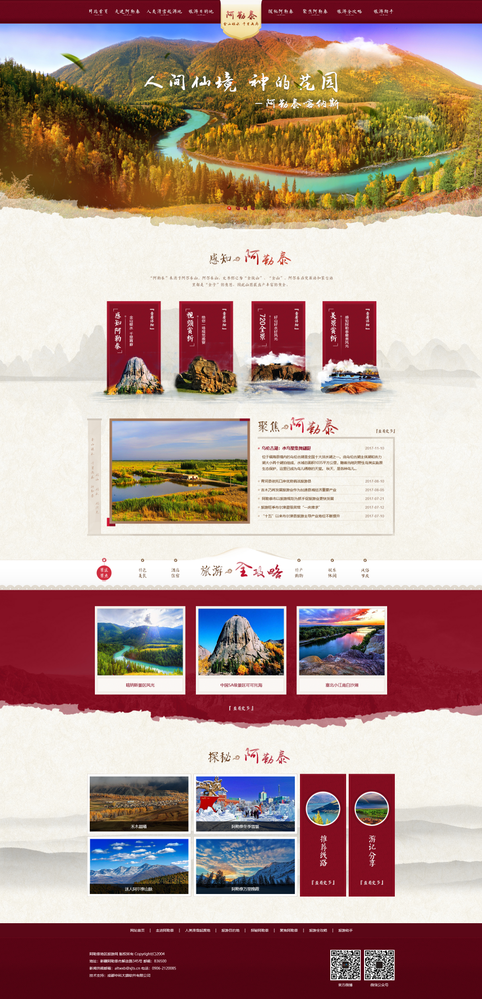 网站首页 走进阿勒泰 人类滑雪起源地 旅游目的地
阿勒泰
金山银水 千里画廊
探秘阿勒泰 聚焦阿勒泰 旅游全攻略 旅游助手
人间仙境 神的花园
—阿勒泰喀纳斯
感知 阿勒泰
“阿勒泰”来源于阿尔泰山。阿尔泰山，史书称之为“金微山”、“金山”。阿尔泰在突厥语和蒙古语
里都是“金子”的意思，因此山蕴藏出产丰富的黄金。
感知阿勒泰
金山银水 千里画廊
『查看详细』
视频赏析
给您一场视觉盛宴
『查看详细』
720全景
好山好水好风光
『查看详细』
美景赏析
感知阿勒泰最美风光
『查看详细』
金山银水 千里画廊
聚焦 阿勒泰
『查看更多』
乌伦古湖：水鸟聚集舞翩跹 2017-11-10
位于福海县境内的乌伦古湖是全国十大淡水湖之一。由乌伦古湖主体湖和吉力
湖大小两个湖泊组成，水域总面积1035平方公里，随着当地对野生鸟类实施原
生态保护，这里已成为鸟儿栖息的天堂。 秋天，是各种鸟儿...
青河县依托口岸优势搞活旅游县 2017-08-10
吉木乃将发展旅游业作为加速县域经济重要产业 2017-08-05
阿勒泰市以旅游规划为抓手促旅游业更快发展 2017-07-21
旅游旺季布尔津星级宾馆“一床难求” 2017-07-12
“十五”以来布尔津县旅游主导产业地位不断提升 2017-07-10
景区
景点
特色
美食
酒店
住宿
旅游 全攻略
特产
购物
娱乐
休闲
风俗
节庆
喀纳斯景区风光
中国5A级景区可可托海
塞北小江南白沙湖
『查看更多』
探秘 阿勒泰
禾木晨曦
阿勒泰冬季雪景
迷人阿尔泰山脉
阿勒泰万里晚霞
推荐线路
『查看更多』
游记分享
『查看更多』
网站首页 | 走进阿勒泰 | 人类滑雪起源地 | 旅游目的地 | 探秘阿勒泰 | 聚焦阿勒泰 | 旅游全攻略 | 旅游助手
阿勒泰地区旅游局 版权所有 Copyright(C)2004
地址：新疆阿勒泰市解放路345号 邮编：836500
新闻供稿邮箱：altwxb@xjts.cn 电话：0906-2120085
技术支持：成都中科大旗软件有限公司
官方微博
微信公众号